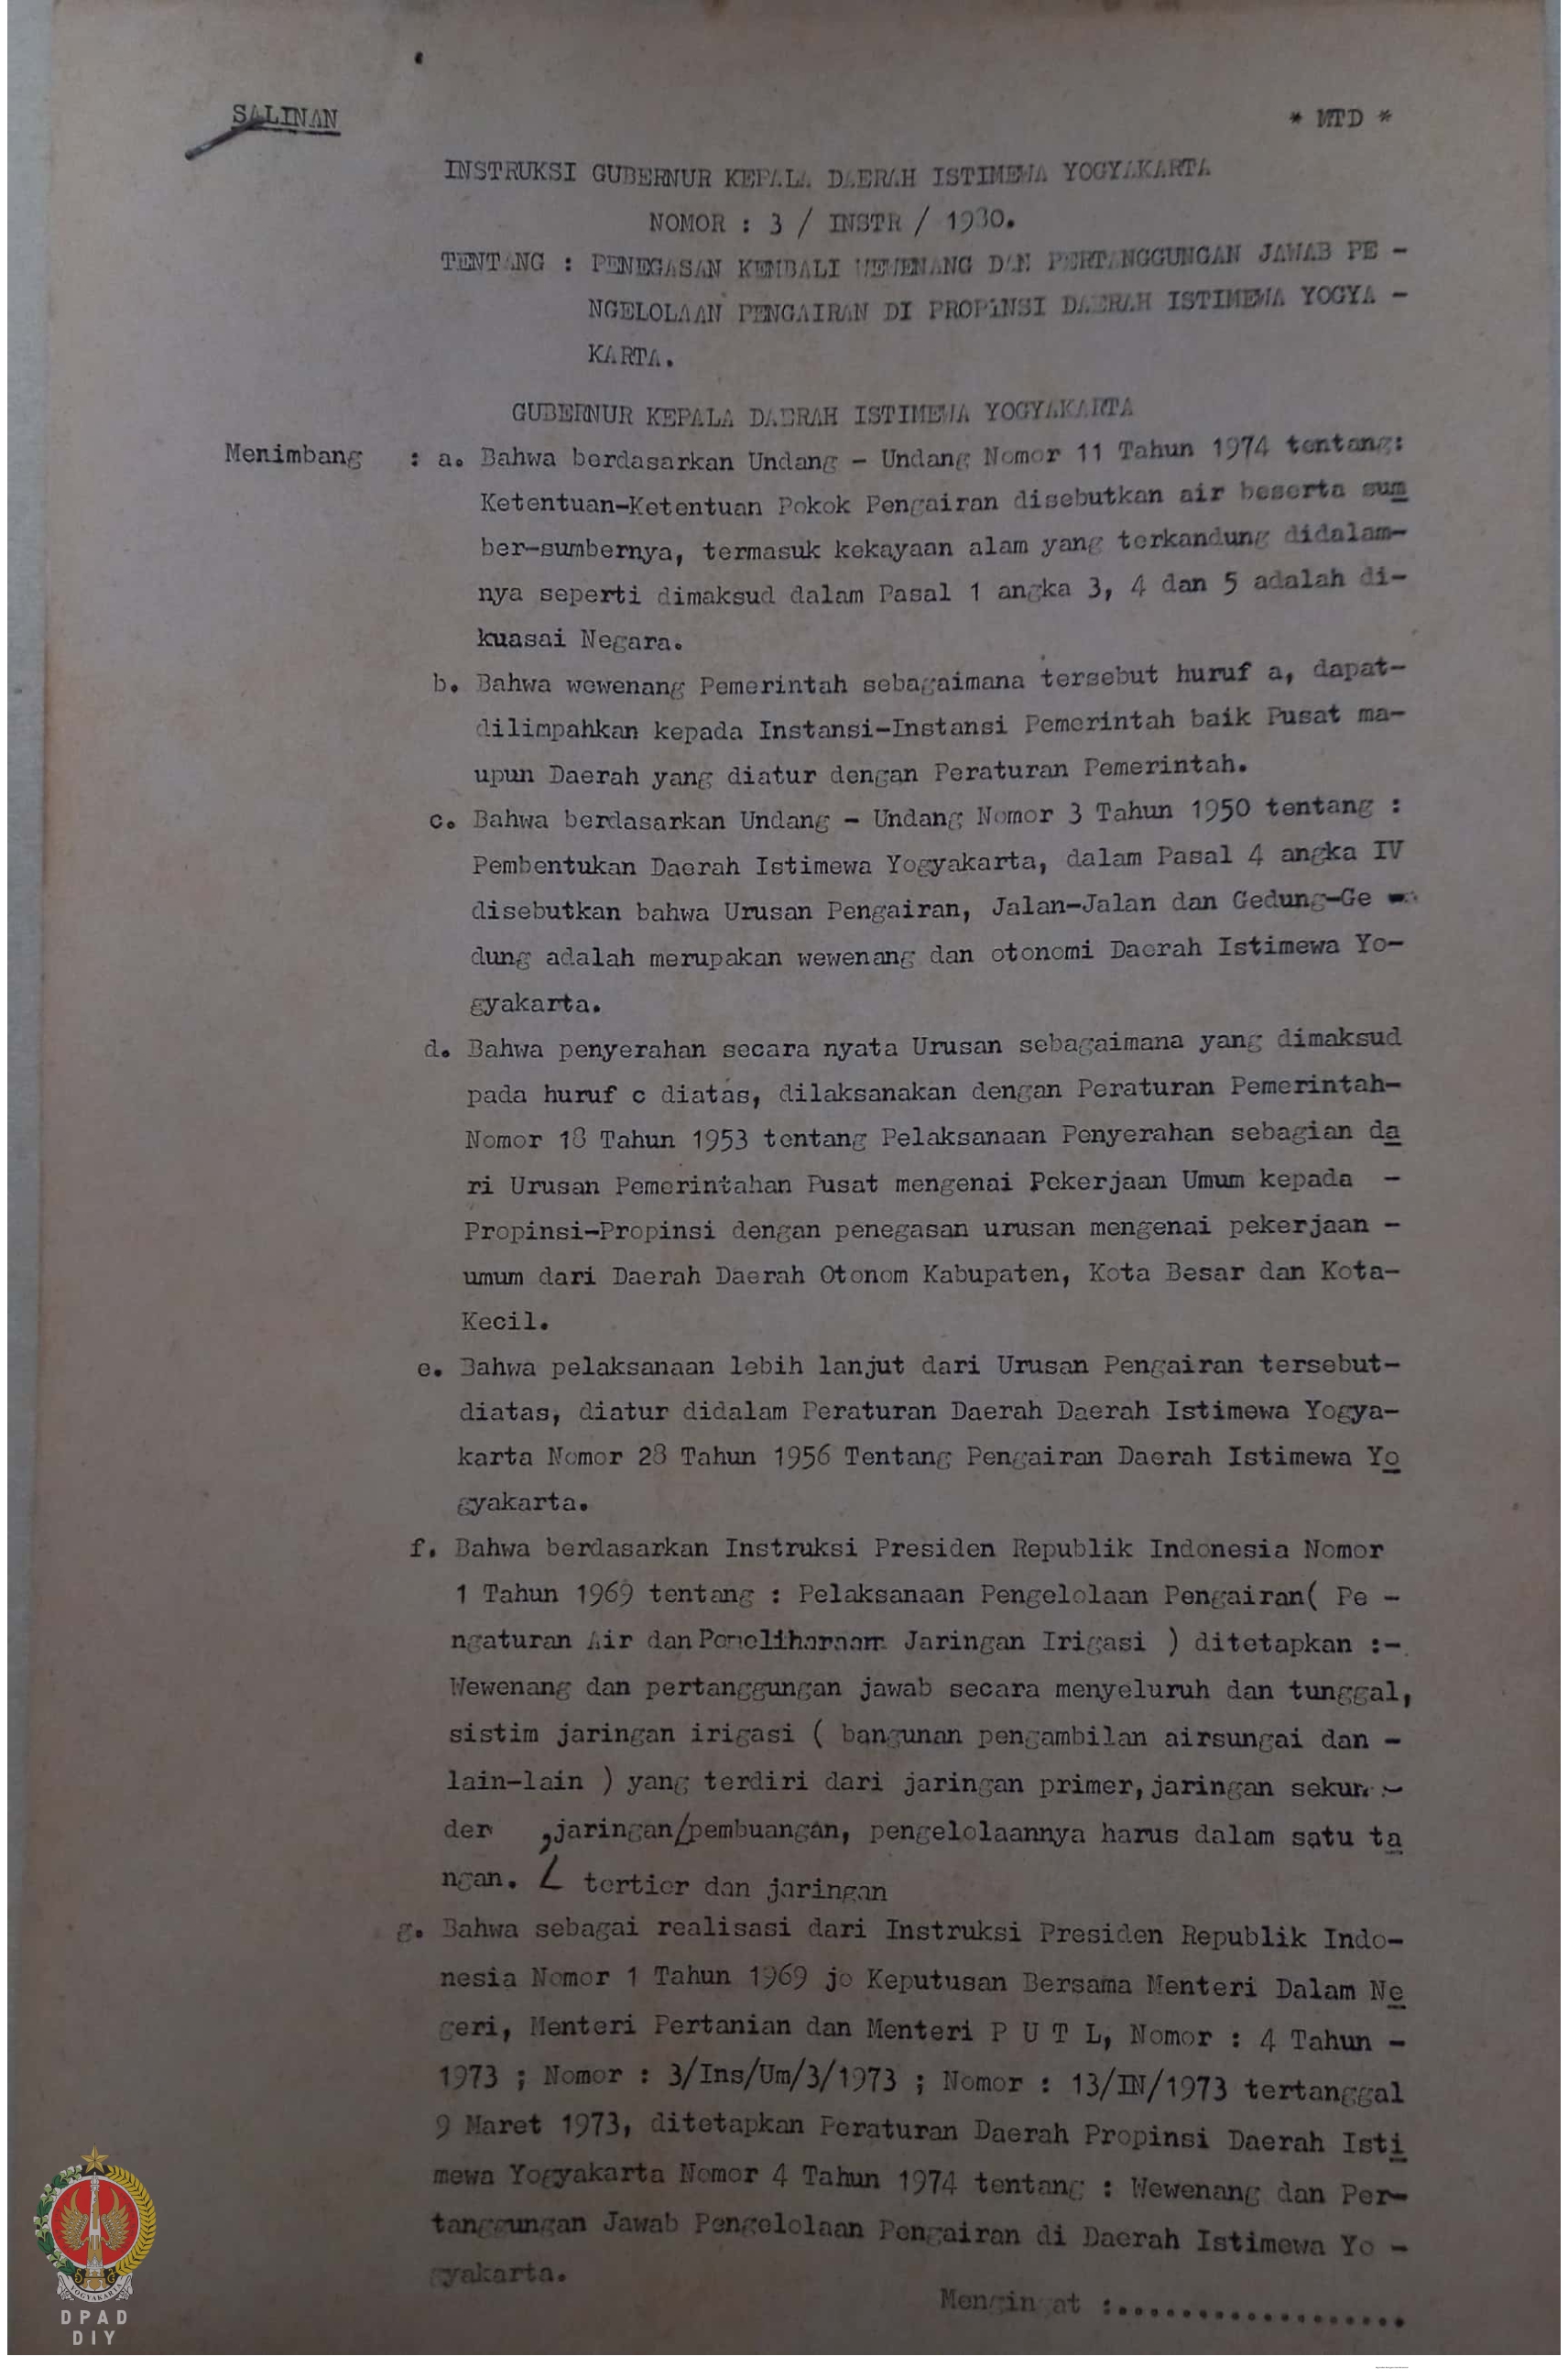 SALINAN
* MTD *
INSTRUKSI GUBERNUR KEPALA DAERAH ISTIMEWA YOGYAKARTA
NOMOR : 3 / INSTR / 1980.
TENTANG : PENEGASAN KEMBALI WEWENANG DAN PERTANGGUNGAN JAWAB PE -
NGELOLAAN PENGAIRAN DI PROPINSI DAERAH ISTIMEWA YOGYA -
KARTA.
GUBERNUR KEPALA DAERAH ISTIMEWA YOGYAKARTA
Menimbang : a. Bahwa berdasarkan Undang - Undang Nomor 11 Tahun 1974 tentang:
Ketentuan-Ketentuan Pokok Pengairan disebutkan air beserta sum
ber-sumbernya, termasuk kekayaan alam yang terkandung didalam-
nya seperti dimaksud dalam Pasal 1 angka 3, 4 dan 5 adalah di-
kuasai Negara.
b. Bahwa wewenang Pemerintah sebagaimana tersebut huruf a, dapat-
dilimpahkan kepada Instansi-Instansi Pemerintah baik Pusat ma-
upun Daerah yang diatur dengan Peraturan Pemerintah.
c. Bahwa berdasarkan Undang - Undang Nomor 3 Tahun 1950 tentang :
Pembentukan Daerah Istimewa Yogyakarta, dalam Pasal 4 angka IV
disebutkan bahwa Urusan Pengairan, Jalan-Jalan dan Gedung-Ge -
dung adalah merupakan wewenang dan otonomi Daerah Istimewa Yo-
gyakarta.
d. Bahwa penyerahan secara nyata Urusan sebagaimana yang dimaksud
pada huruf c diatas, dilaksanakan dengan Peraturan Pemerintah-
Nomor 18 Tahun 1953 tentang Pelaksanaan Penyerahan sebagian da
ri Urusan Pemerintahan Pusat mengenai Pekerjaan Umum kepada -
Propinsi-Propinsi dengan penegasan urusan mengenai pekerjaan -
umum dari Daerah Daerah Otonom Kabupaten, Kota Besar dan Kota-
Kecil.
e. Bahwa pelaksanaan lebih lanjut dari Urusan Pengairan tersebut-
diatas, diatur didalam Peraturan Daerah Daerah Istimewa Yogya-
karta Nomor 28 Tahun 1956 Tentang Pengairan Daerah Istimewa Yo
gyakarta.
f. Bahwa berdasarkan Instruksi Presiden Republik Indonesia Nomor
1 Tahun 1969 tentang : Pelaksanaan Pengelolaan Pengairan( Pe -
ngaturan Air dan Pemeliharaan Jaringan Irigasi ) ditetapkan :-
Wewenang dan pertanggungan jawab secara menyeluruh dan tunggal,
sistim jaringan irigasi ( bangunan pengambilan airsungai dan -
lain-lain ) yang terdiri dari jaringan primer, jaringan sekun -
der ,jaringan/pembuangan, pengelolaannya harus dalam satu ta
ngan. ∠ tertier dan jaringan
g. Bahwa sebagai realisasi dari Instruksi Presiden Republik Indo-
nesia Nomor 1 Tahun 1969 jo Keputusan Bersama Menteri Dalam Ne
geri, Menteri Pertanian dan Menteri P U T L, Nomor : 4 Tahun -
1973 ; Nomor : 3/Ins/Um/3/1973 ; Nomor : 13/IN/1973 tertanggal
9 Maret 1973, ditetapkan Peraturan Daerah Propinsi Daerah Isti
mewa Yogyakarta Nomor 4 Tahun 1974 tentang : Wewenang dan Per-
tanggungan Jawab Pengelolaan Pengairan di Daerah Istimewa Yo -
gyakarta.
Mengingat :...................
YOGYAKARTA
DPAD
DIY